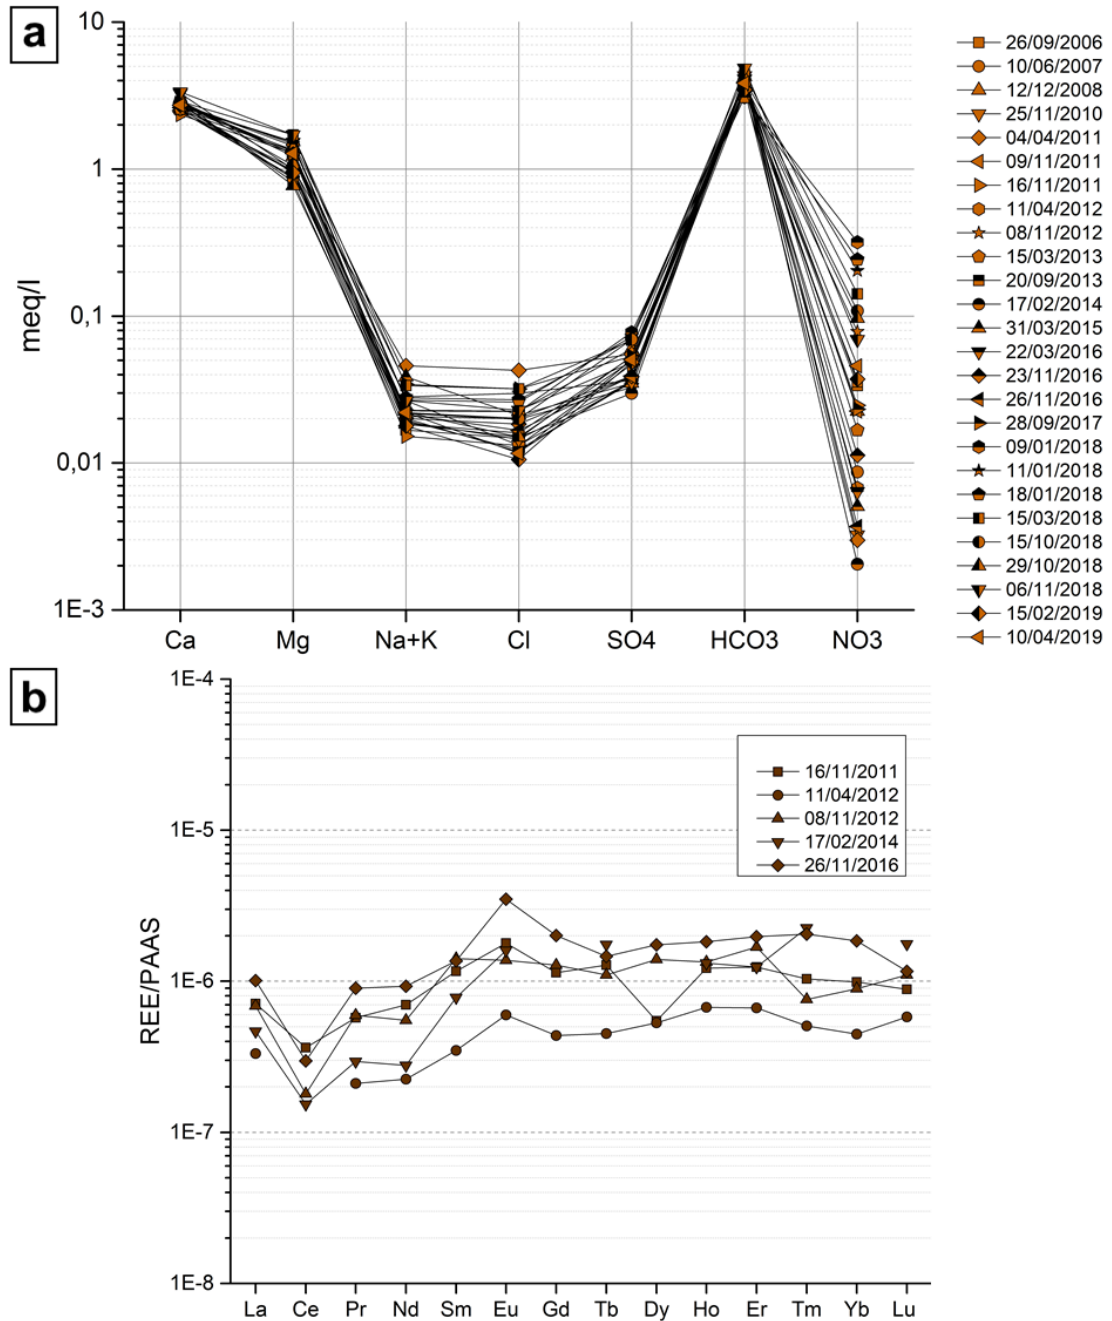 a
10
1
0,1
0,01
1E-3
meq/l
Ca Mg Na+K Cl SO4 HCO3 NO3
26/09/2006
10/06/2007
12/12/2008
25/11/2010
04/04/2011
09/11/2011
16/11/2011
11/04/2012
08/11/2012
15/03/2013
20/09/2013
17/02/2014
31/03/2015
22/03/2016
23/11/2016
26/11/2016
28/09/2017
09/01/2018
11/01/2018
18/01/2018
15/03/2018
15/10/2018
29/10/2018
06/11/2018
15/02/2019
10/04/2019
b
1E-4
1E-5
1E-6
1E-7
1E-8
REE/PAAS
16/11/2011
11/04/2012
08/11/2012
17/02/2014
26/11/2016
La Ce Pr Nd Sm Eu Gd Tb Dy Ho Er Tm Yb Lu